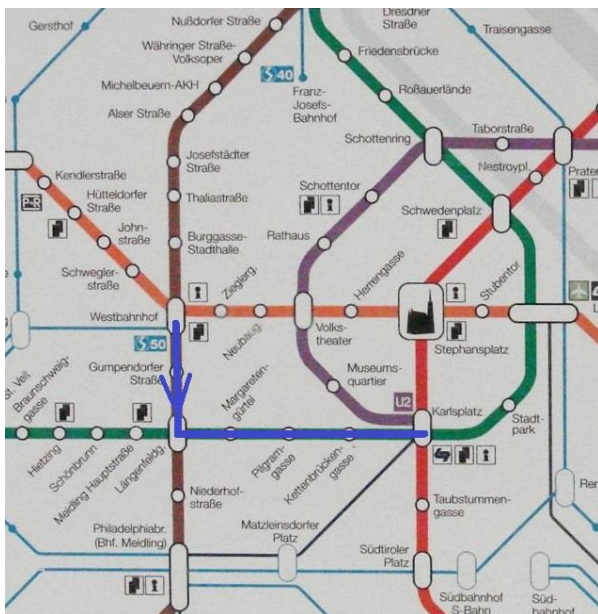 Gersthof
Nußdorfer Straße
Dresdner
Straße
Traisengasse
Währinger Straße-
Volksoper
Friedensbrücke
S40
Michelbeuern-AKH
Franz-
Josefs-
Bahnhof
Roßauerlände
Alser Straße
Schottenring
Taborstraße
Josefstädter
Straße
Nestroypl.
Prater
Kendlerstraße
Thaliastraße
Schottentor
P+R
Hütteldorfer
Straße
Schwedenplatz
John-
straße
Burggasse-
Stadthalle
Rathaus
Herrengasse
Schwegler-
straße
Zieglerg.
Stubentor
Westbahnhof
Neubaug.
Volks-
theater
Stephansplatz
S50
Gumpendorfer
Straße
Museums-
quartier
St. Veit
Braunschweig-
gasse
Margareten-
gürtel
U2
Karlsplatz
Stadt-
park
Hietzing
Schönbrunn
Meidling Hauptstraße
Längenfeldg.
Pilgram-
gasse
Kettenbrücken-
gasse
Niederhof-
straße
Taubstummen-
gasse
Ren
Philadelphiabr.
(Bhf. Meidling)
Matzleinsdorfer
Platz
Südtiroler
Platz
Südbahnhof
S-Bahn
Süd-
bahnhof